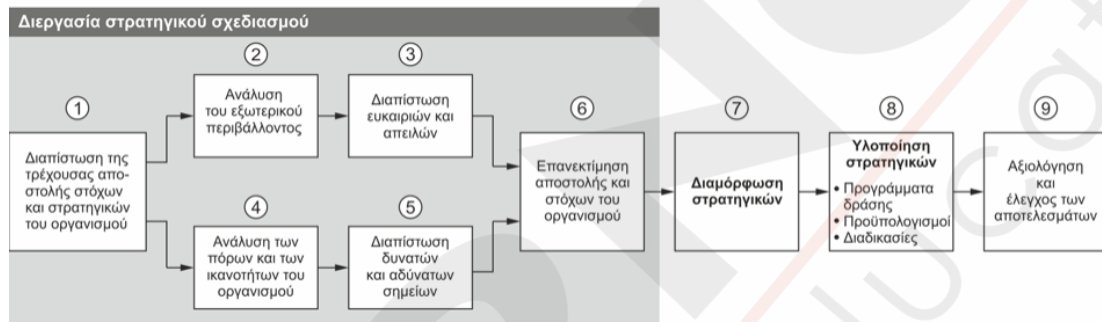 Διεργασία στρατηγικού σχεδιασμού
1
Διαπίστωση της
τρέχουσας απο-
στολής στόχων
και στρατηγικών
του οργανισμού
2
Ανάλυση
του εξωτερικού
περιβάλλοντος
3
Διαπίστωση
ευκαιριών και
απειλών
4
Ανάλυση των
πόρων και των
ικανοτήτων του
οργανισμού
5
Διαπίστωση
δυνατών
και αδύνατων
σημείων
6
Επανεκτίμηση
αποστολής και
στόχων του
οργανισμού
7
Διαμόρφωση
στρατηγικών
8
Υλοποίηση
στρατηγικών
• Προγράμματα
δράσης
• Προϋπολογισμοί
• Διαδικασίες
9
Αξιολόγηση
και
έλεγχος των
αποτελεσμάτων